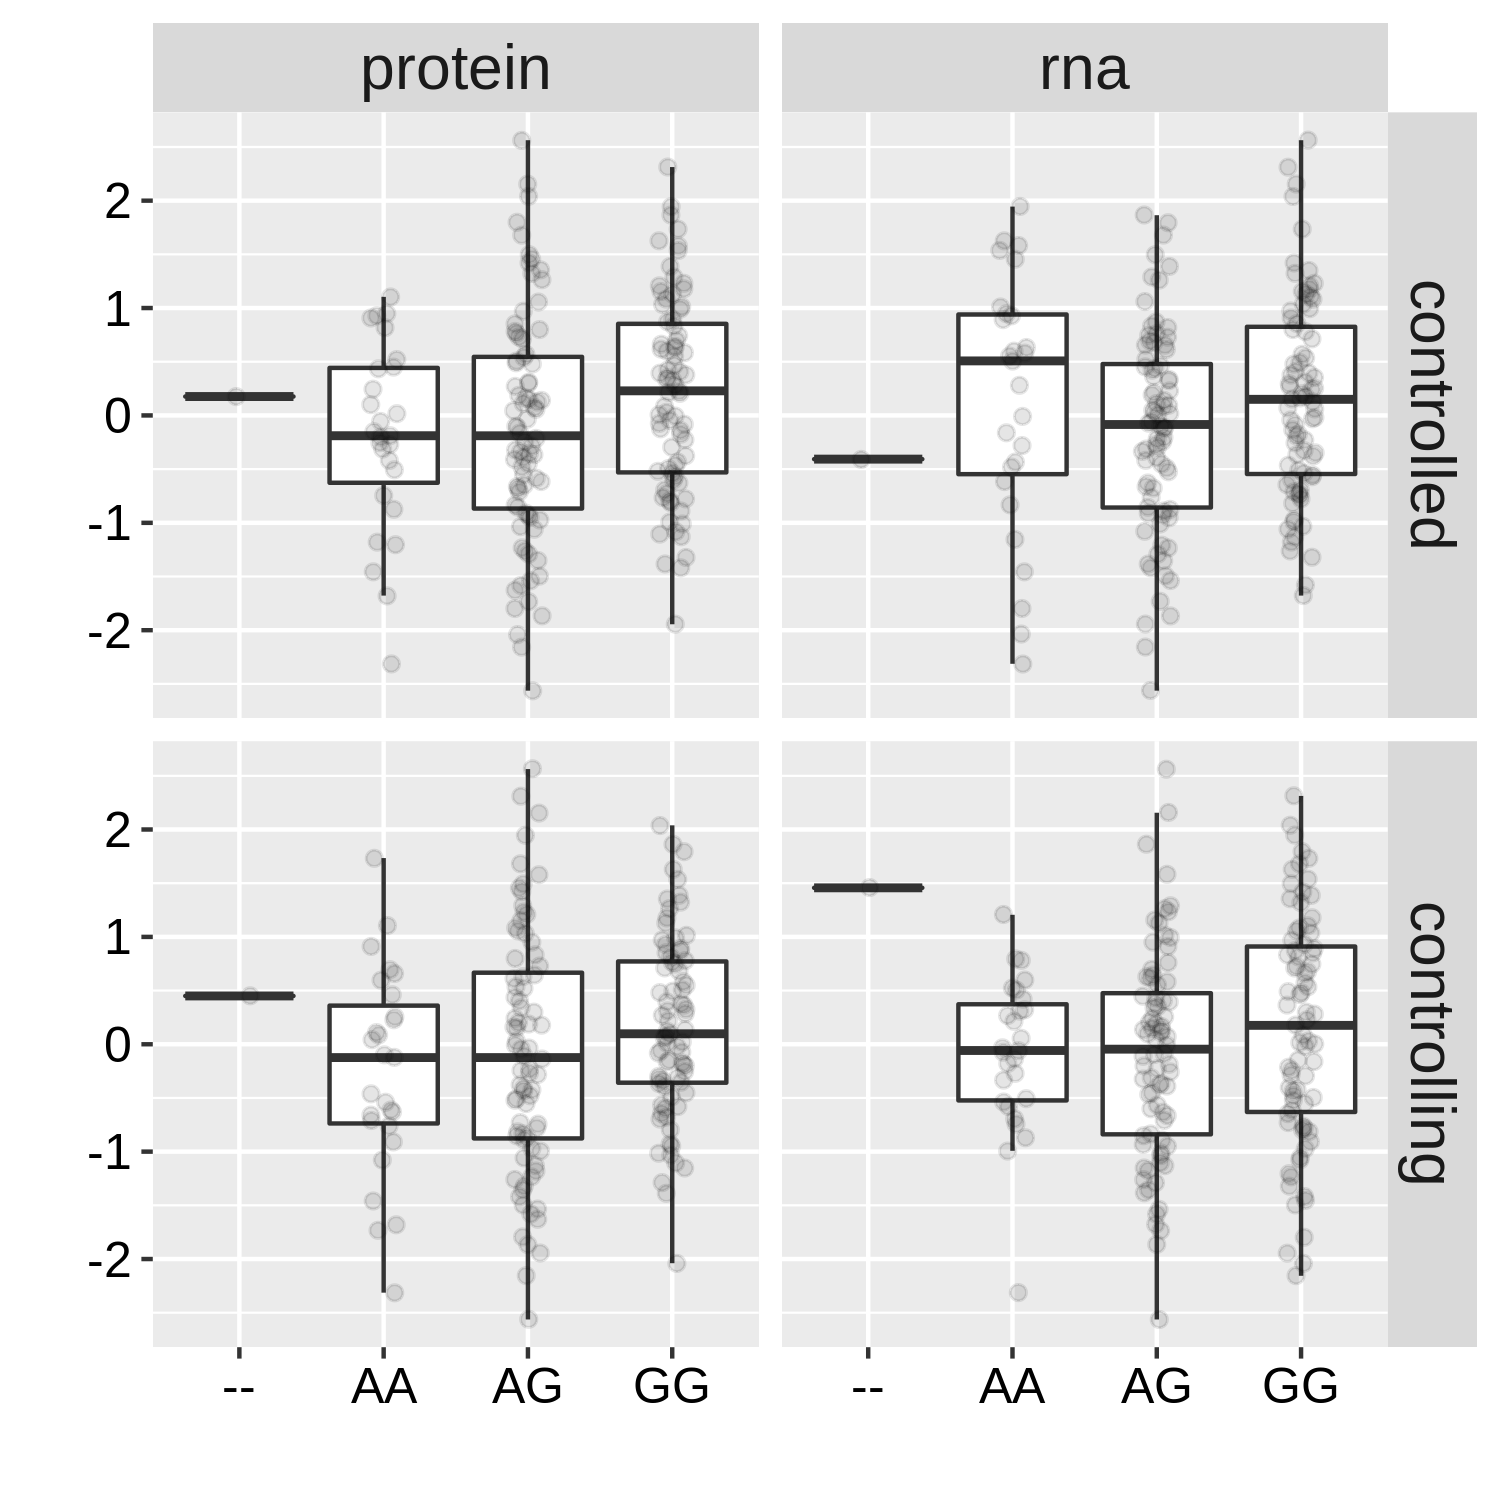 protein rna
2
1
0
-1
-2
controlled
2
1
0
-1
-2
controlling
-- AA AG GG -- AA AG GG